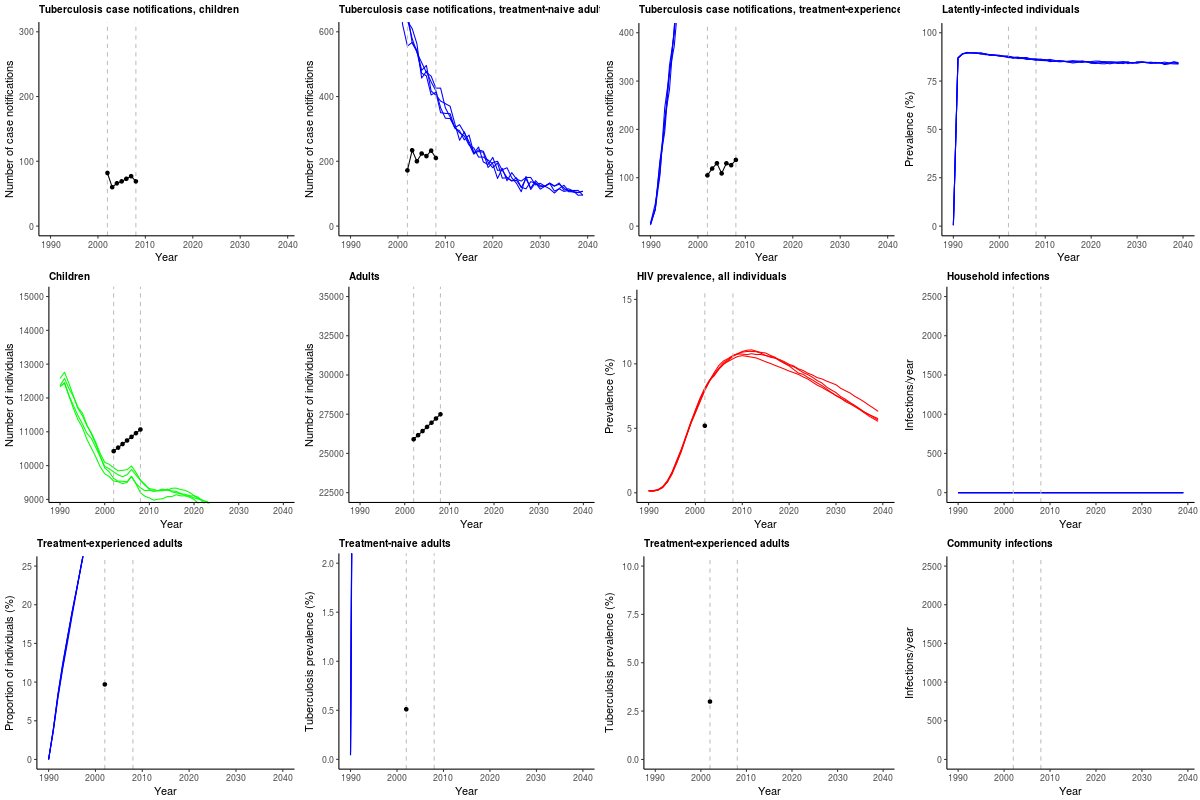 Tuberculosis case notifications, children
Number of case notifications
300
200
100
0
1990 2000 2010 2020 2030 2040
Year
Tuberculosis case notifications, treatment-naive adul
Number of case notifications
600
400
200
0
1990 2000 2010 2020 2030 2040
Year
Tuberculosis case notifications, treatment-experience
Number of case notifications
400
300
200
100
0
1990 2000 2010 2020 2030 2040
Year
Latently-infected individuals
Prevalence (%)
100
75
50
25
0
1990 2000 2010 2020 2030 2040
Year
Children
Number of individuals
15000
14000
13000
12000
11000
10000
9000
1990 2000 2010 2020 2030 2040
Year
Adults
Number of individuals
35000
32500
30000
27500
25000
22500
1990 2000 2010 2020 2030 2040
Year
HIV prevalence, all individuals
Prevalence (%)
15
10
5
0
1990 2000 2010 2020 2030 2040
Year
Household infections
Infections/year
2500
2000
1500
1000
500
0
1990 2000 2010 2020 2030 2040
Year
Treatment-experienced adults
Proportion of individuals (%)
25
20
15
10
5
0
1990 2000 2010 2020 2030 2040
Year
Treatment-naive adults
Tuberculosis prevalence (%)
2.0
1.5
1.0
0.5
0.0
1990 2000 2010 2020 2030 2040
Year
Treatment-experienced adults
Tuberculosis prevalence (%)
10.0
7.5
5.0
2.5
0.0
1990 2000 2010 2020 2030 2040
Year
Community infections
Infections/year
2500
2000
1500
1000
500
0
1990 2000 2010 2020 2030 2040
Year